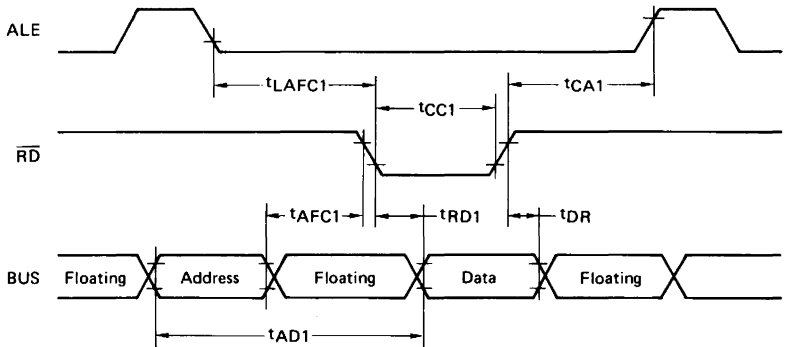 ALE
tLAFC1
tCC1
tCA1
RD
tAFC1
tRD1
tDR
BUS
Floating
Address
Floating
Data
Floating
tAD1